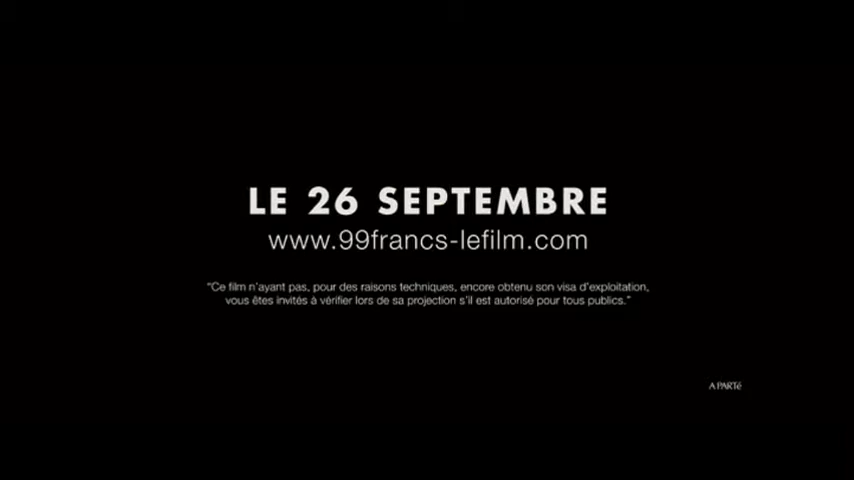 LE 26 SEPTEMBRE
www.99francs-lefilm.com
"Ce film n'ayant pas, pour des raisons techniques, encore obtenu son visa d'exploitation,
vous êtes invités à vérifier lors de sa projection s'il est autorisé pour tous publics."
A PARTé